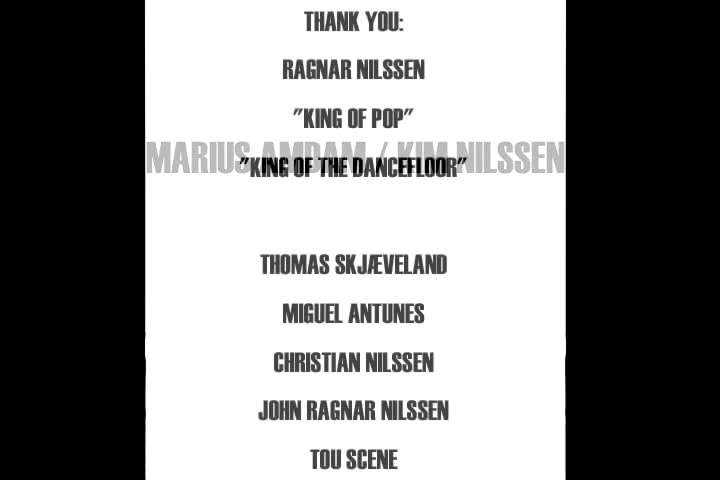 THANK YOU:
RAGNAR NILSSEN
"KING OF POP"
MARIUS AMDAM / KIM NILSSEN
"KING OF THE DANCEFLOOR"
THOMAS SKJÆVELAND
MIGUEL ANTUNES
CHRISTIAN NILSSEN
JOHN RAGNAR NILSSEN
TOU SCENE